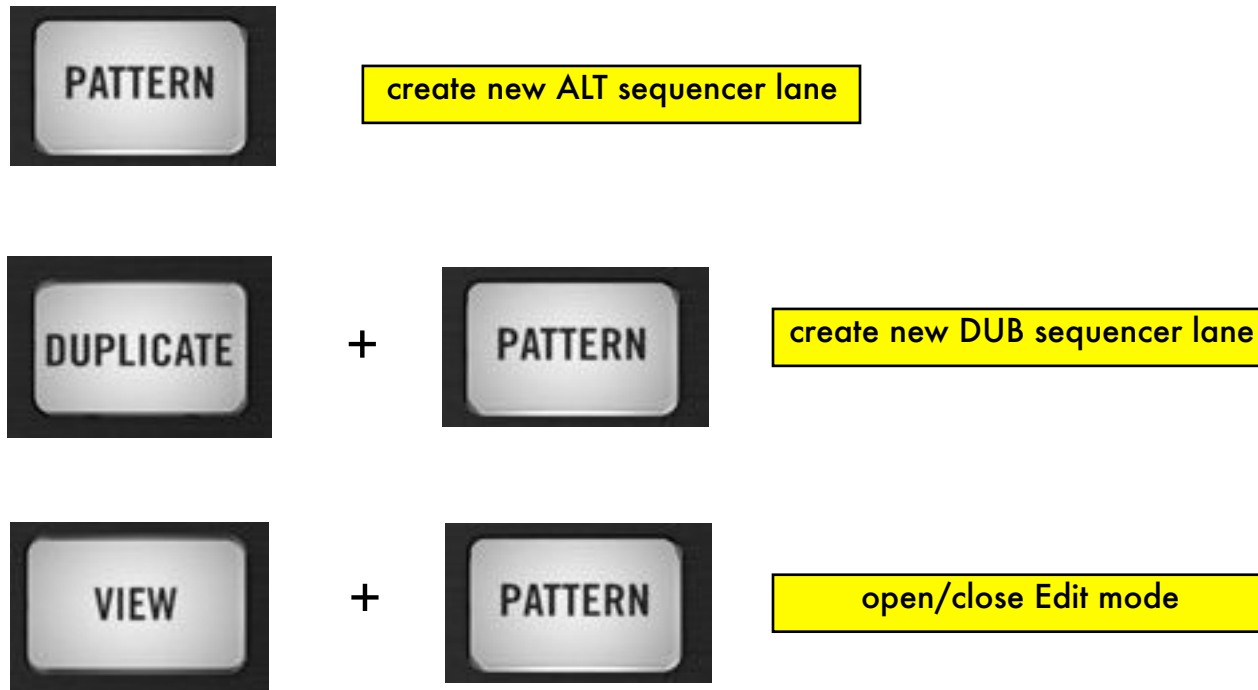 PATTERN create new ALT sequencer lane
DUPLICATE + PATTERN create new DUB sequencer lane
VIEW + PATTERN open/close Edit mode